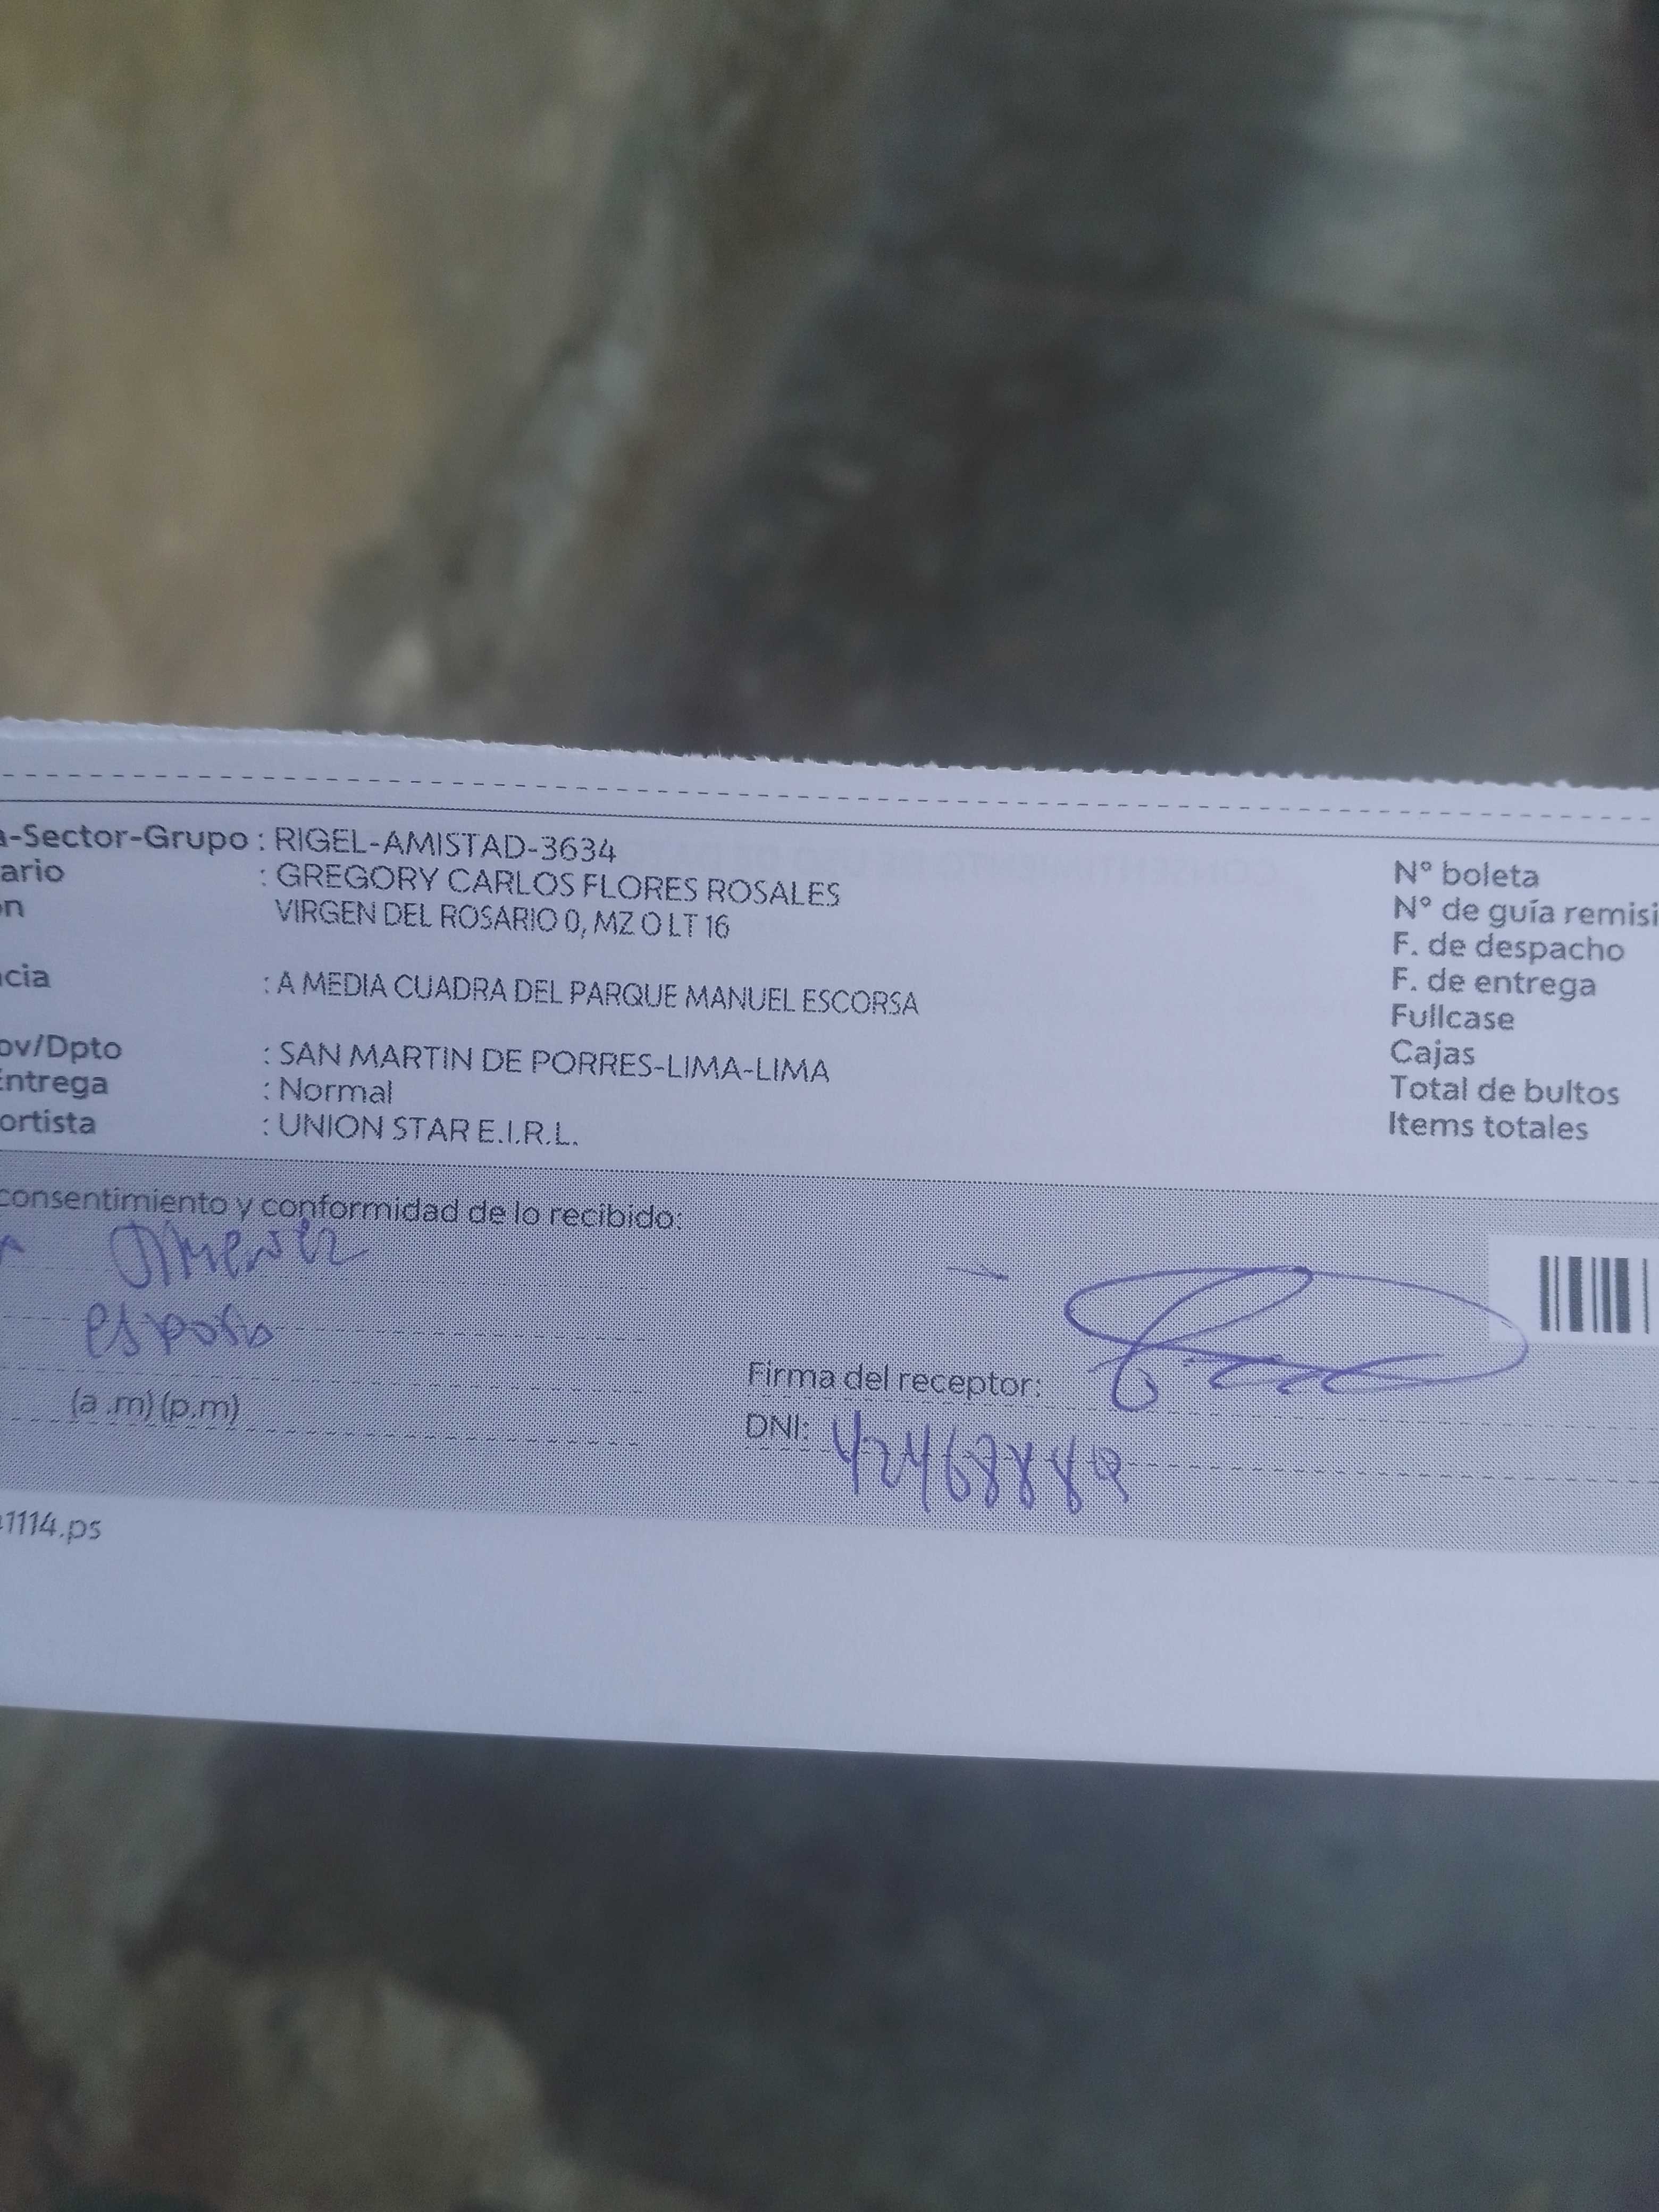 a-Sector-Grupo : RIGEL-AMISTAD-3634
ario : GREGORY CARLOS FLORES ROSALES
ón VIRGEN DEL ROSARIO 0, MZ O LT 16
cia : A MEDIA CUADRA DEL PARQUE MANUEL ESCORSA
ov/Dpto : SAN MARTIN DE PORRES-LIMA-LIMA
Entrega : Normal
ortista : UNION STAR E.I.R.L.
N° boleta
N° de guía remisi
F. de despacho
F. de entrega
Fullcase
Cajas
Total de bultos
Items totales
consentimiento y conformidad de lo recibido:
esposo
(a .m) (p.m)
Firma del receptor:
DNI:
1114.ps